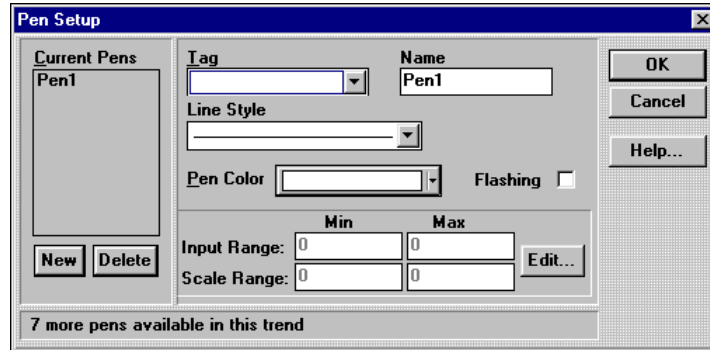 Pen Setup
Current Pens
Pen1
New
Delete
Tag
Name
Pen1
Line Style
Pen Color
Flashing
Min
Max
Input Range:
0
0
Scale Range:
0
0
Edit...
OK
Cancel
Help...
7 more pens available in this trend